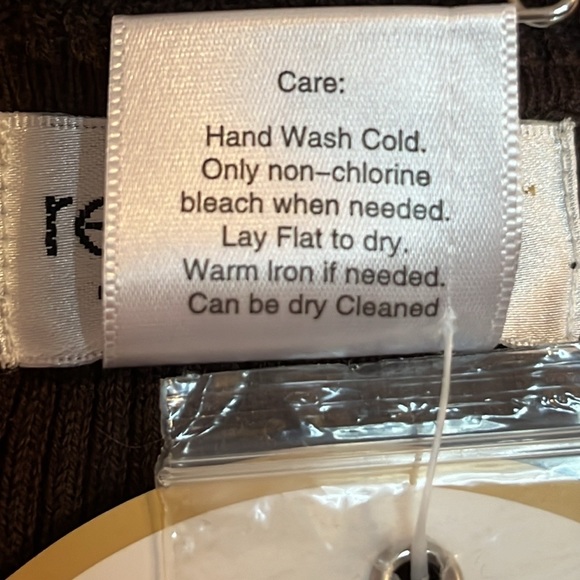 Care:
Hand Wash Cold.
Only non-chlorine
bleach when needed.
Lay Flat to dry.
Warm Iron if needed.
Can be dry Cleaned
re